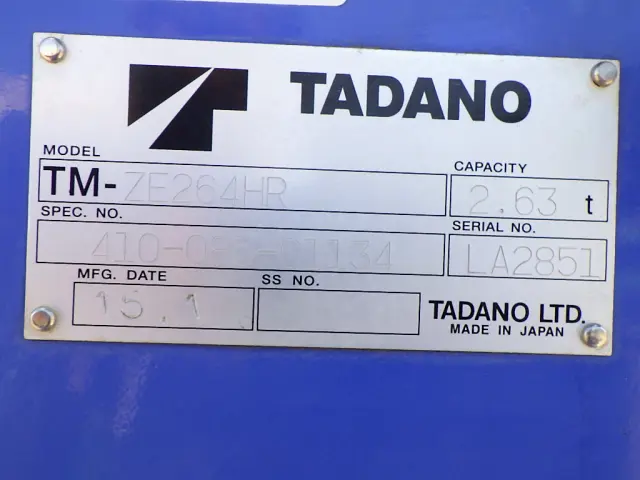 TADANO
MODEL
TM-ZE264HR
CAPACITY
2.63 t
SPEC. NO.
SERIAL NO.
LA2851
MFG. DATE
15.1
SS NO.
TADANO LTD.
MADE IN JAPAN